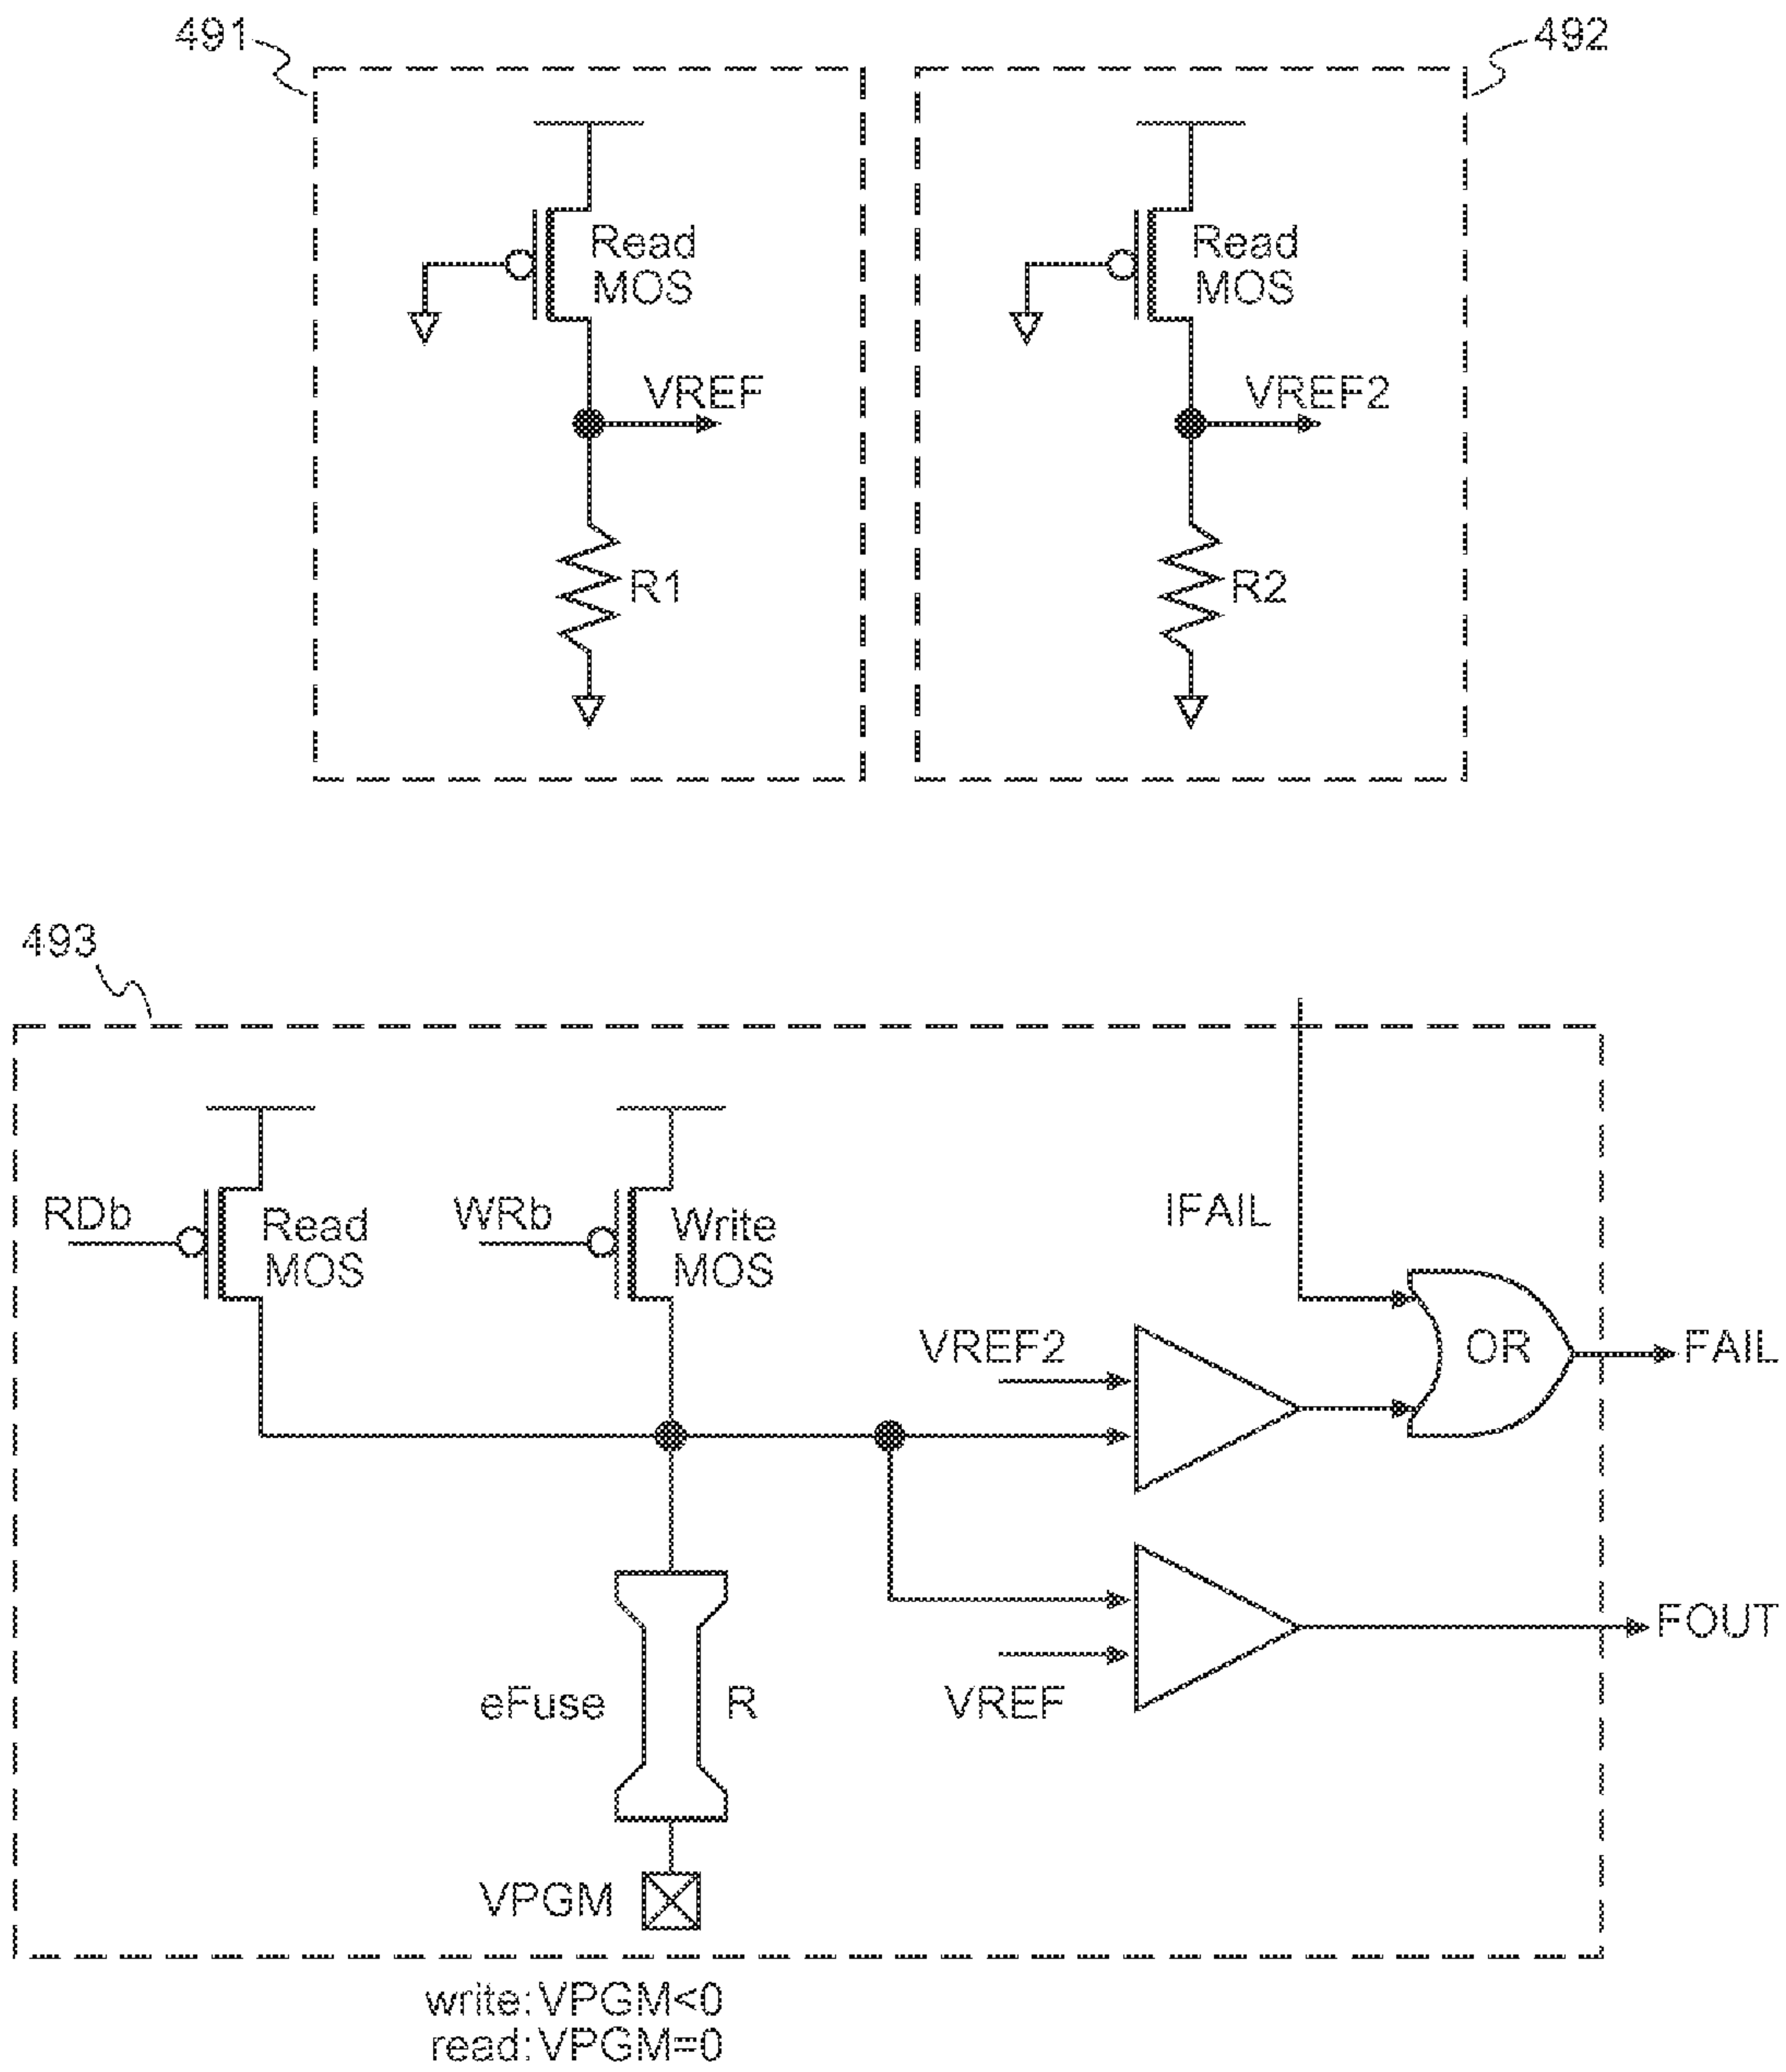 491
492
Read
MOS
Read
MOS
VREF
VREF2
R1
R2
493
RDb
Read
MOS
WRb
Write
MOS
IFAIL
VREF2
OR
FAIL
FOUT
eFuse
R
VREF
VPGM
write:VPGM<0
read:VPGM=0